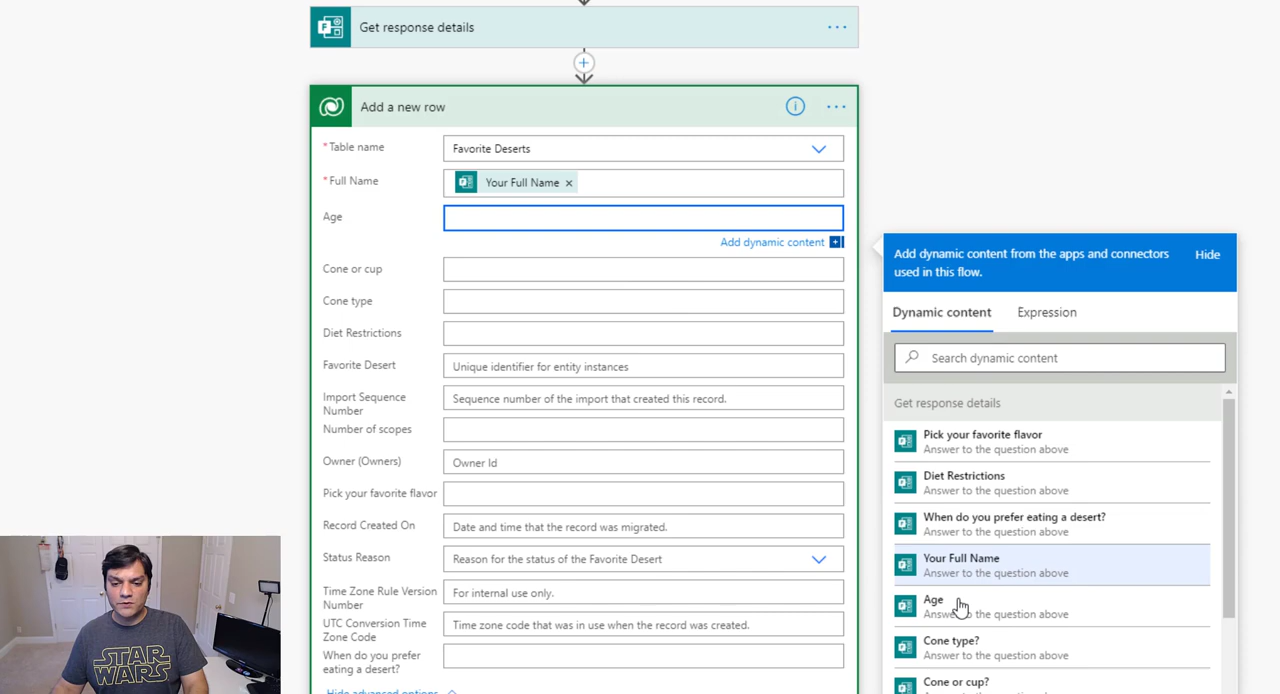 Get response details
Add a new row
*Table name
Favorite Deserts
*Full Name
Your Full Name ×
Age
Add dynamic content
Cone or cup
Cone type
Diet Restrictions
Favorite Desert
Unique identifier for entity instances
Import Sequence
Number
Sequence number of the import that created this record.
Number of scopes
Owner (Owners)
Owner Id
Pick your favorite flavor
Record Created On
Date and time that the record was migrated.
Status Reason
Reason for the status of the Favorite Desert
Time Zone Rule Version
Number
For internal use only.
UTC Conversion Time
Zone Code
Time zone code that was in use when the record was created.
When do you prefer
eating a desert?
Hide advanced options
Add dynamic content from the apps and connectors
used in this flow.
Hide
Dynamic content
Expression
Search dynamic content
Get response details
Pick your favorite flavor
Answer to the question above
Diet Restrictions
Answer to the question above
When do you prefer eating a desert?
Answer to the question above
Your Full Name
Answer to the question above
Age
Answer to the question above
Cone type?
Answer to the question above
Cone or cup?
STAR
WARS